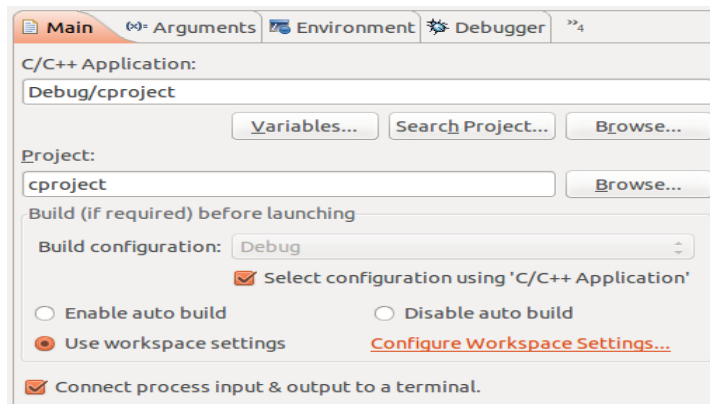 Main (x)= Arguments Environment Debugger »4
C/C++ Application:
Debug/cproject
Variables... Search Project... Browse...
Project:
cproject Browse...
Build (if required) before launching
Build configuration: Debug
Select configuration using 'C/C++ Application'
Enable auto build Disable auto build
Use workspace settings Configure Workspace Settings...
Connect process input & output to a terminal.